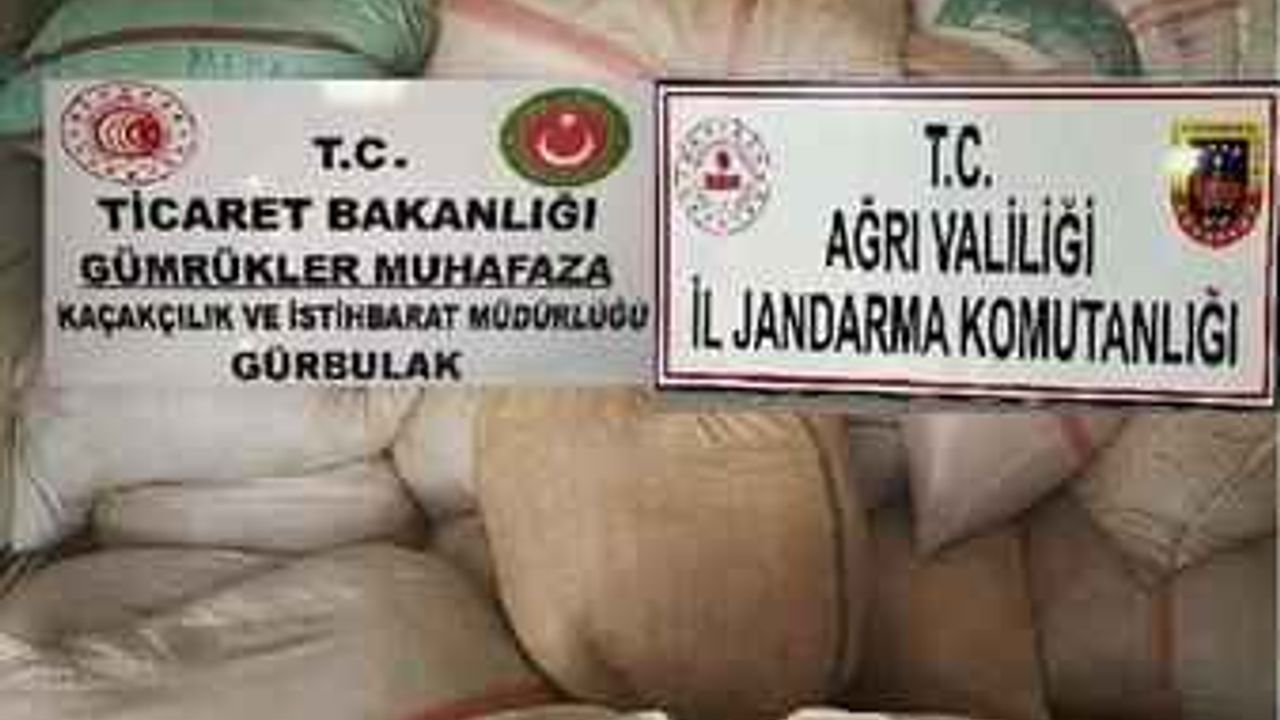 T.C.
TİCARET BAKANLIĞI
GÜMRÜKLER MUHAFAZA
KAÇAKÇILIK VE İSTİHBARAT MÜDÜRLÜĞÜ
GÜRBULAK
T.C.
AĞRI VALİLİĞİ
İL JANDARMA KOMUTANLIĞI